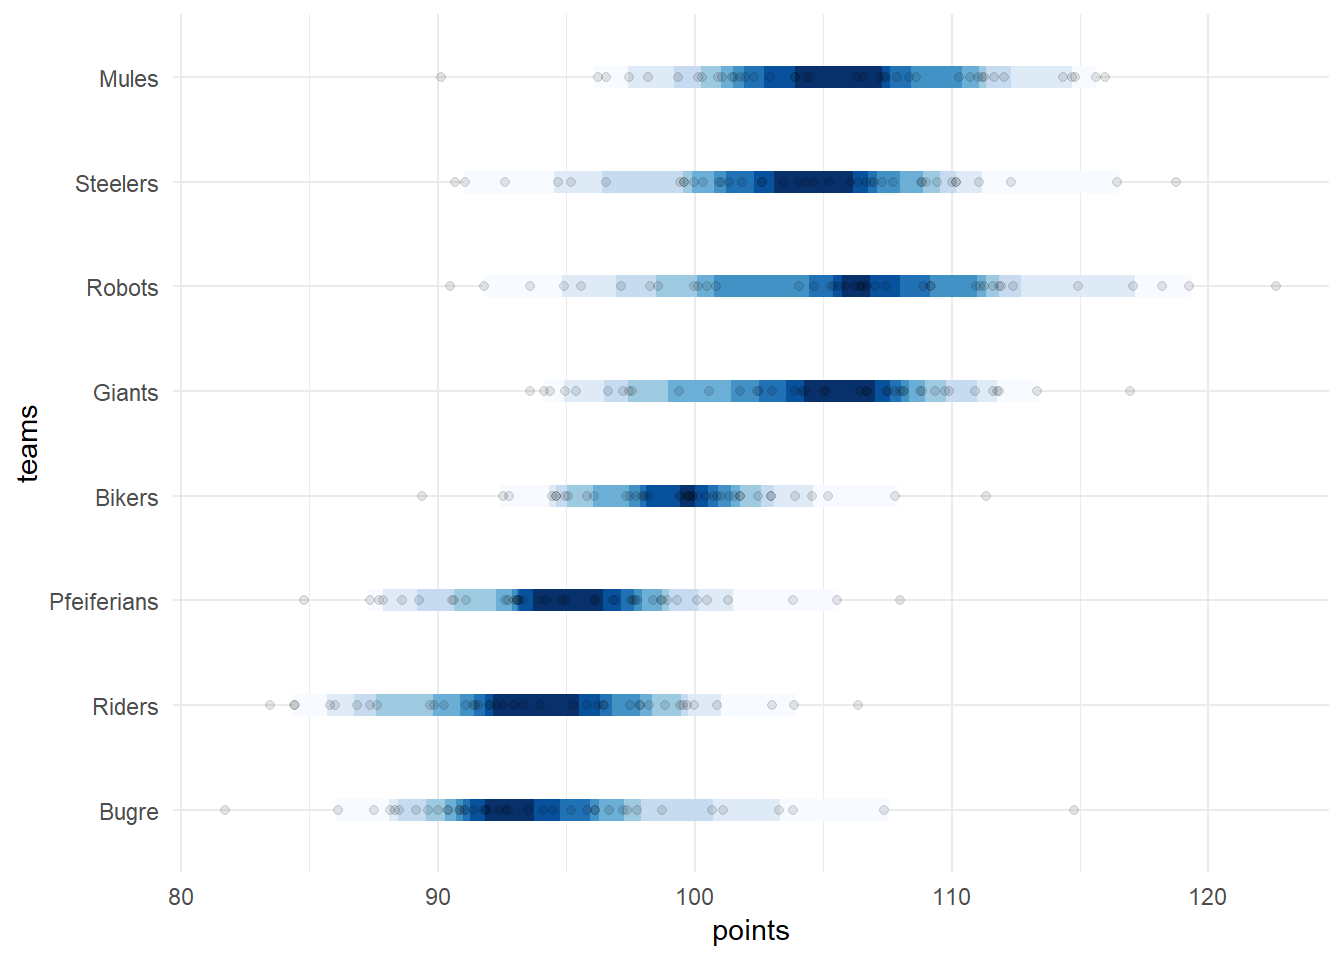 Mules
Steelers
Robots
Giants
Bikers
Pfeiferians
Riders
Bugre
teams
80 90 100 110 120
points